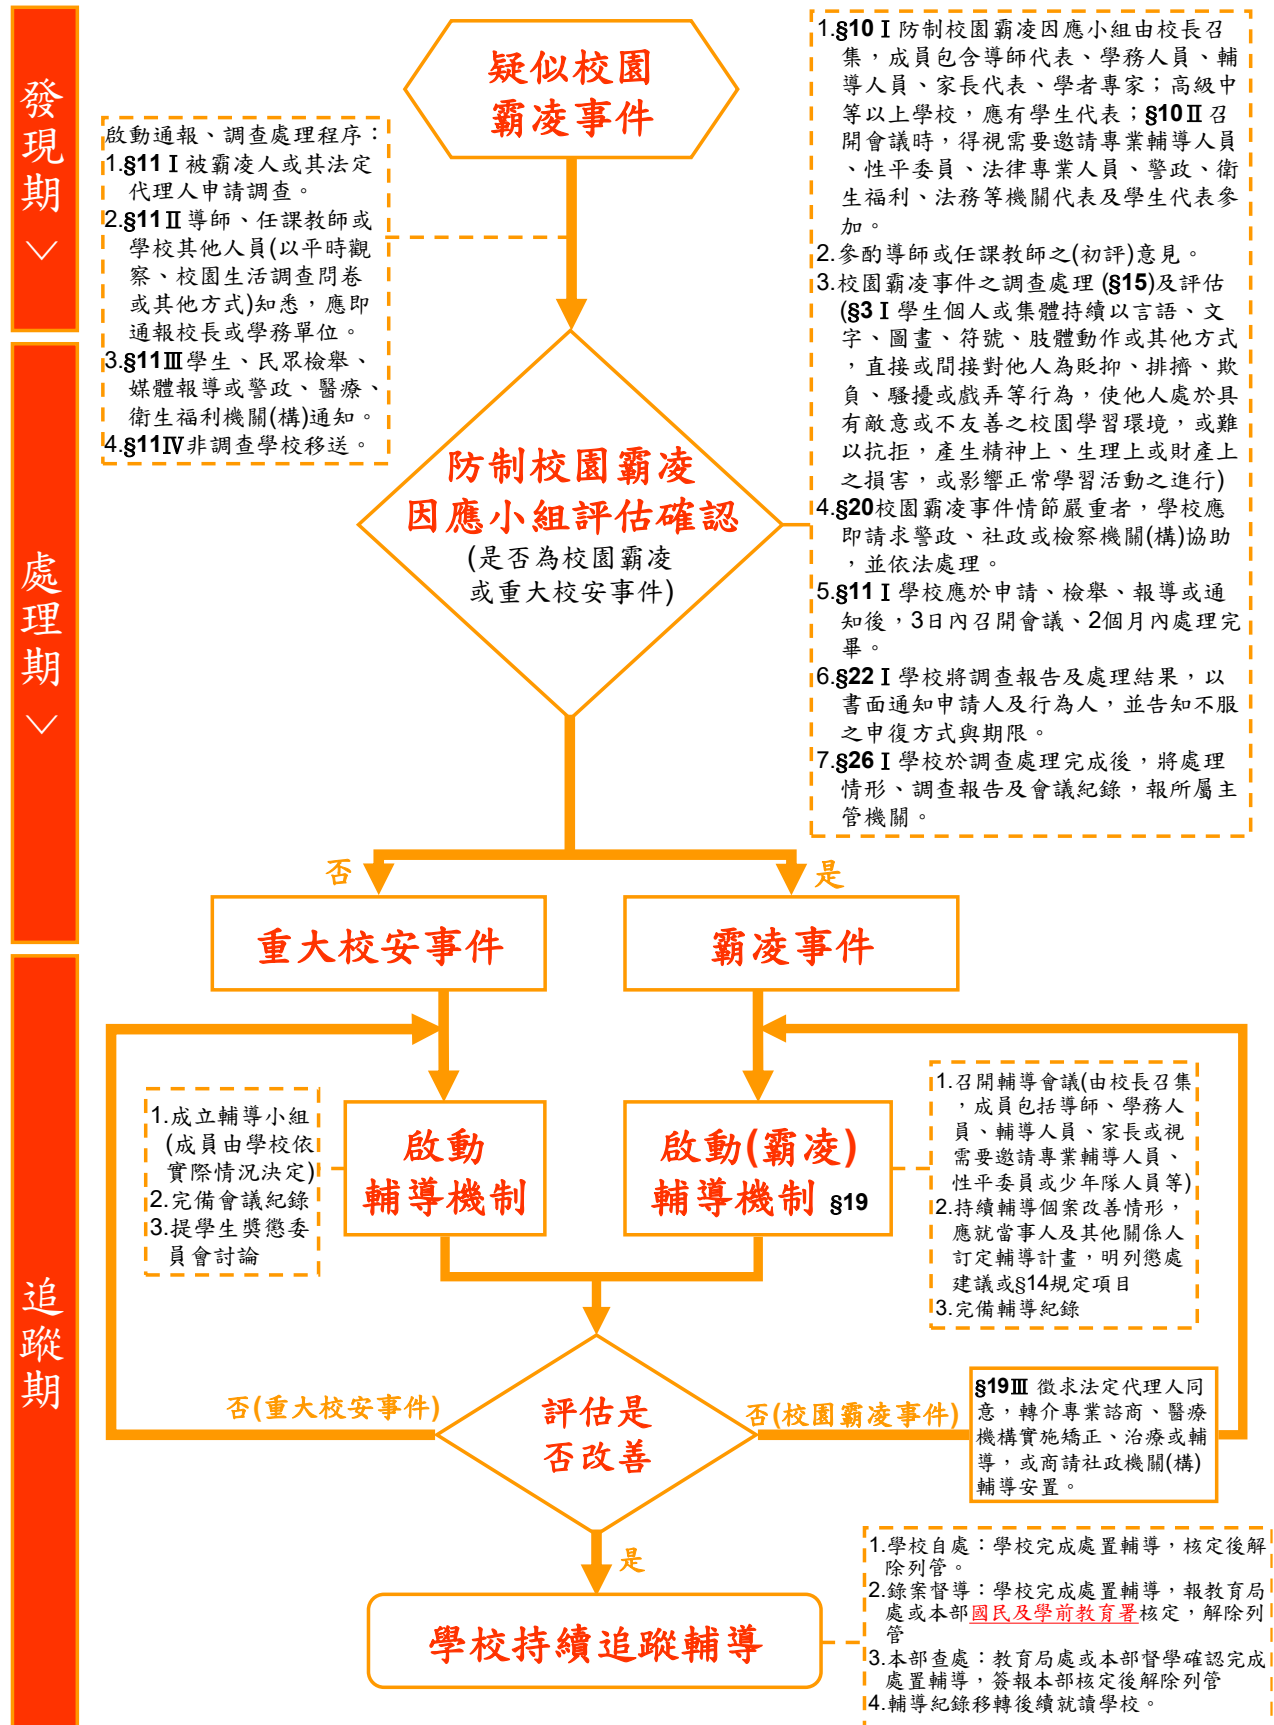 發現期
疑似校園
霸凌事件
啟動通報、調查處理程序：
1.§11Ⅰ被霸凌人或其法定
代理人申請調查。
2.§11Ⅱ導師、任課教師或
學校其他人員(以平時觀
察、校園生活調查問卷
或其他方式)知悉，應即
通報校長或學務單位。
3.§11Ⅲ學生、民眾檢舉、
媒體報導或警政、醫療、
衛生福利機關(構)通知。
4.§11Ⅳ非調查學校移送。
1.§10Ⅰ防制校園霸凌因應小組由校長召
集，成員包含導師代表、學務人員、輔
導人員、家長代表、學者專家；高級中
等以上學校，應有學生代表；§10Ⅱ召
開會議時，得視需要邀請專業輔導人員
、性平委員、法律專業人員、警政、衛
生福利、法務等機關代表及學生代表參
加。
2.參酌導師或任課教師之(初評)意見。
3.校園霸凌事件之調查處理 (§15)及評估
(§3Ⅰ學生個人或集體持續以言語、文
字、圖畫、符號、肢體動作或其他方式
，直接或間接對他人為貶抑、排擠、欺
負、騷擾或戲弄等行為，使他人處於具
有敵意或不友善之校園學習環境，或難
以抗拒，產生精神上、生理上或財產上
之損害，或影響正常學習活動之進行)
4.§20校園霸凌事件情節嚴重者，學校應
即請求警政、社政或檢察機關(構)協助
，並依法處理。
5.§11Ⅰ學校應於申請、檢舉、報導或通
知後，3日內召開會議、2個月內處理完
畢。
6.§22Ⅰ學校將調查報告及處理結果，以
書面通知申請人及行為人，並告知不服
之申復方式與期限。
7.§26Ⅰ學校於調查處理完成後，將處理
情形、調查報告及會議紀錄，報所屬主
管機關。
處理期
防制校園霸凌
因應小組評估確認
(是否為校園霸凌
或重大校安事件)
否
是
重大校安事件
霸凌事件
追蹤期
1.成立輔導小組
(成員由學校依
實際情況決定)
2.完備會議紀錄
3.提學生獎懲委
員會討論
啟動
輔導機制
啟動(霸凌)
輔導機制 §19
1.召開輔導會議(由校長召集
，成員包括導師、學務人
員、輔導人員、家長或視
需要邀請專業輔導人員、
性平委員或少年隊人員等)
2.持續輔導個案改善情形，
應就當事人及其他關係人
訂定輔導計畫，明列懲處
建議或§14規定項目
3.完備輔導紀錄
否(重大校安事件)
評估是
否改善
否(校園霸凌事件)
§19Ⅲ 徵求法定代理人同
意，轉介專業諮商、醫療
機構實施矯正、治療或輔
導，或商請社政機關(構)
輔導安置。
是
學校持續追蹤輔導
1.學校自處：學校完成處置輔導，核定後解
除列管。
2.錄案督導：學校完成處置輔導，報教育局
處或本部國民及學前教育署核定，解除列
管
3.本部查處：教育局處或本部督學確認完成
處置輔導，簽報本部核定後解除列管
4.輔導紀錄移轉後續就讀學校。